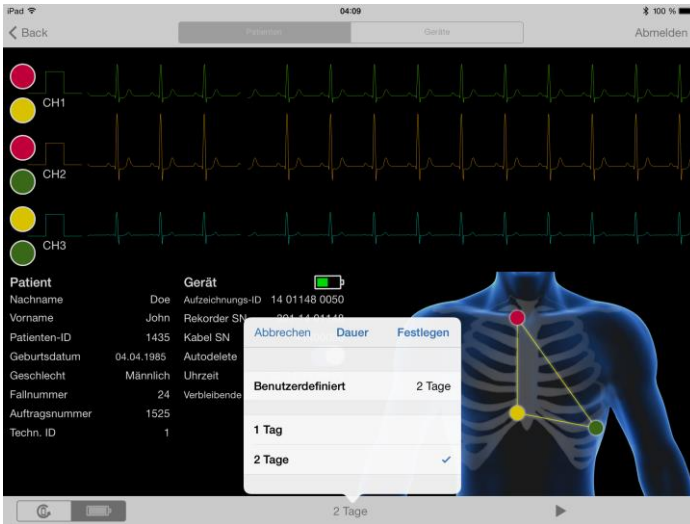 iPad 04:09 100 %
Back Patienten Geräte Abmelden
CH1
CH2
CH3
Patient Gerät
Nachname Doe Aufzeichnungs-ID 14 01148 0050
Vorname John Rekorder SN
Patienten-ID 1435 Kabel SN
Geburtsdatum 04.04.1985 Autodelete
Geschlecht Männlich Uhrzeit
Fallnummer 24 Verbleibende
Auftragsnummer 1525
Techn. ID 1
Abbrechen Dauer Festlegen
Benutzerdefiniert 2 Tage
1 Tag
2 Tage
2 Tage